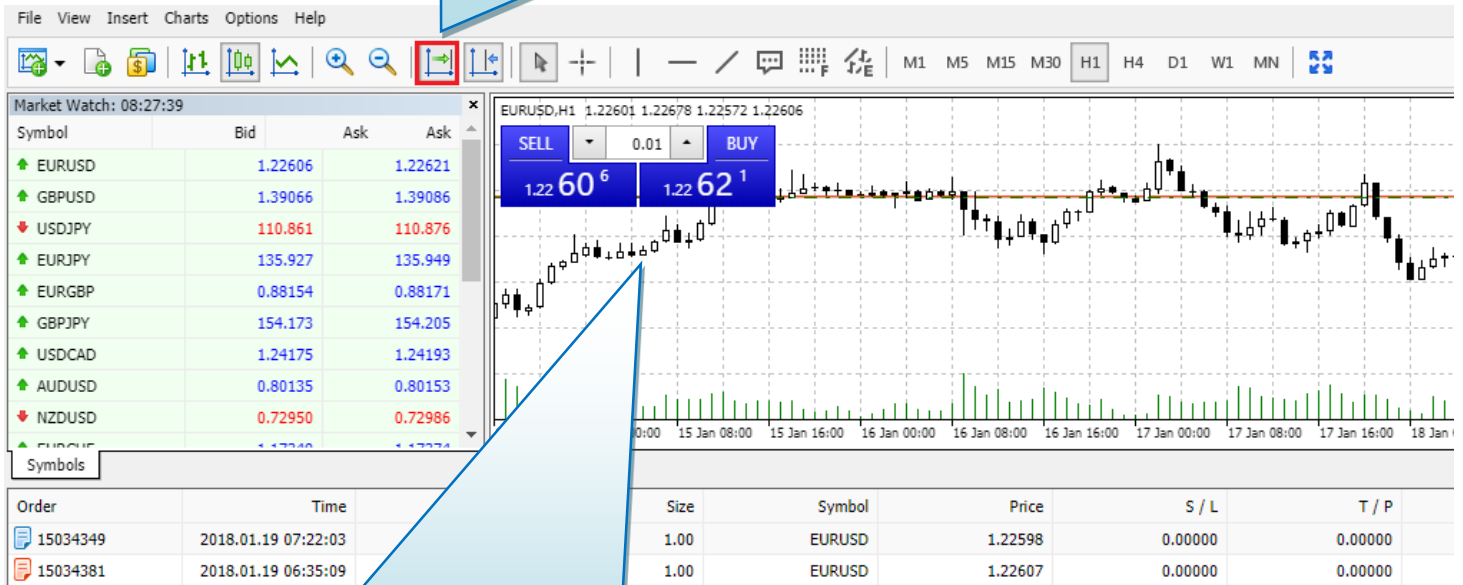 File View Insert Charts Options Help
M1 M5 M15 M30 H1 H4 D1 W1 MN
Market Watch: 08:27:39
Symbol Bid Ask Ask
EURUSD 1.22606 1.22621
GBPUSD 1.39066 1.39086
USDJPY 110.861 110.876
EURJPY 135.927 135.949
EURGBP 0.88154 0.88171
GBPJPY 154.173 154.205
USDCAD 1.24175 1.24193
AUDUSD 0.80135 0.80153
NZDUSD 0.72950 0.72986
Symbols
EURUSD,H1 1.22601 1.22678 1.22572 1.22606
SELL 0.01 BUY
1.22 60 6 1.22 62 1
0:00 15 Jan 08:00 15 Jan 16:00 16 Jan 00:00 16 Jan 08:00 16 Jan 16:00 17 Jan 00:00 17 Jan 08:00 17 Jan 16:00 18 Jan
Order Time Size Symbol Price S / L T / P
15034349 2018.01.19 07:22:03 1.00 EURUSD 1.22598 0.00000 0.00000
15034381 2018.01.19 06:35:09 1.00 EURUSD 1.22607 0.00000 0.00000